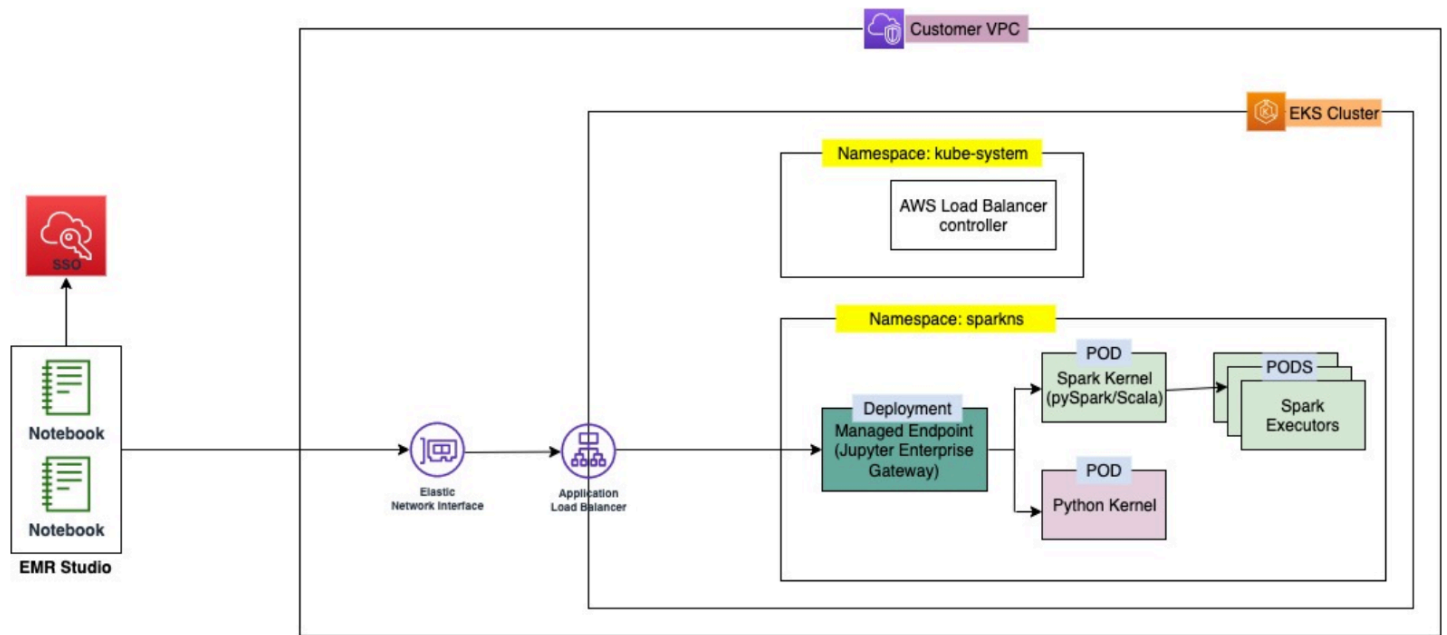 Customer VPC
EKS Cluster
Namespace: kube-system
AWS Load Balancer
controller
SSO
Namespace: sparkns
POD
Spark Kernel
(pySpark/Scala)
PODS
Spark
Executors
Deployment
Managed Endpoint
(Jupyter Enterprise
Gateway)
POD
Python Kernel
Notebook
Notebook
EMR Studio
Elastic
Network Interface
Application
Load Balancer